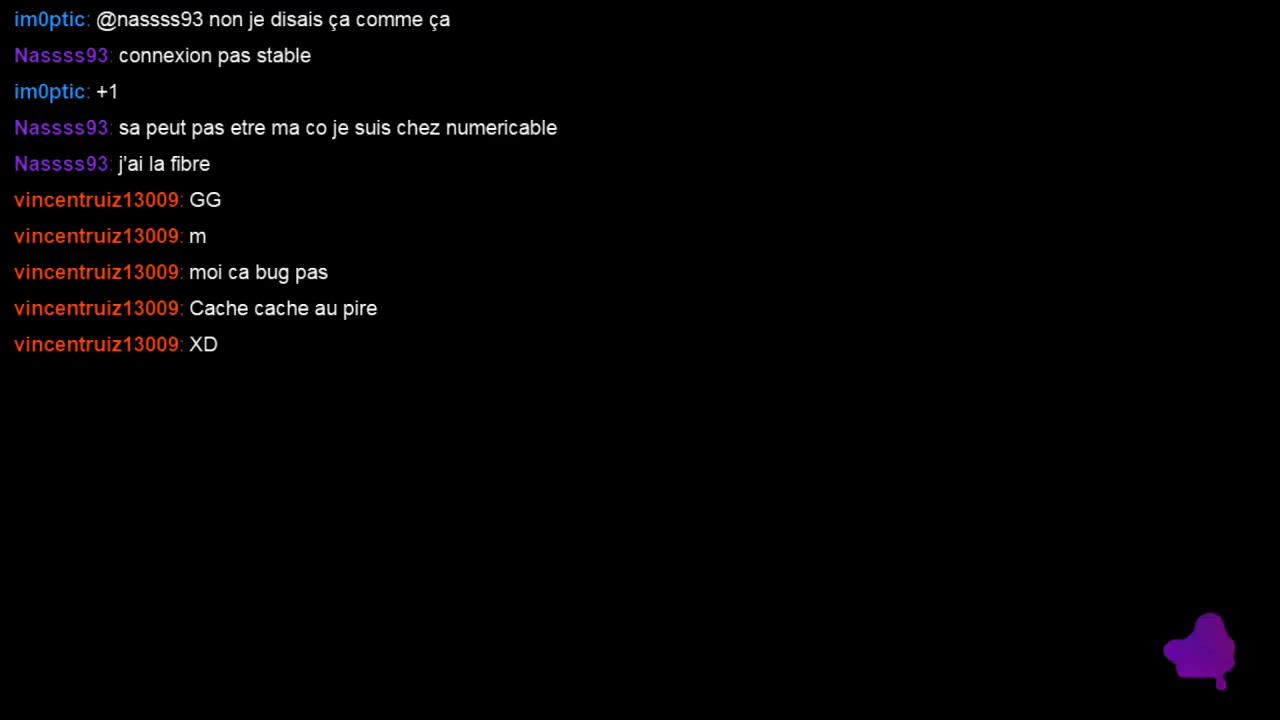 im0ptic: @nassss93 non je disais ça comme ça
Nassss93: connexion pas stable
im0ptic: +1
Nassss93: sa peut pas etre ma co je suis chez numericable
Nassss93: j'ai la fibre
vincentruiz13009: GG
vincentruiz13009: m
vincentruiz13009: moi ca bug pas
vincentruiz13009: Cache cache au pire
vincentruiz13009: XD